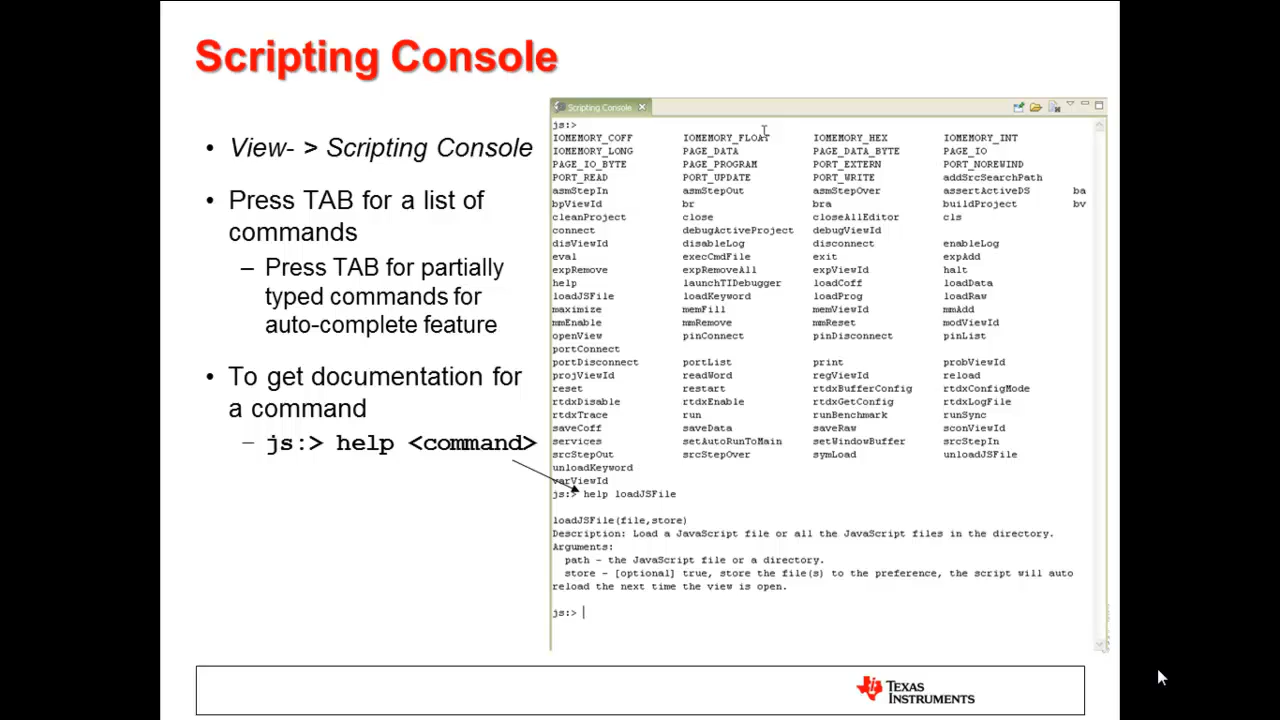 Scripting Console
• View- > Scripting Console
• Press TAB for a list of
commands
– Press TAB for partially
typed commands for
auto-complete feature
• To get documentation for
a command
– js:> help <command>
Scripting Console
js:>
IOMEMORY_COFF IOMEMORY_FLOAT IOMEMORY_HEX IOMEMORY_INT
IOMEMORY_LONG PAGE_DATA PAGE_DATA_BYTE PAGE_IO
PAGE_IO_BYTE PAGE_PROGRAM PORT_EXTERN PORT_NOREWIND
PORT_READ PORT_UPDATE PORT_WRITE addSrcSearchPath
asmStepIn asmStepOut asmStepOver assertActiveDS ba
bpViewId br bra buildProject bv
cleanProject close closeAllEditor cls
connect debugActiveProject debugViewId
disViewId disableLog disconnect enableLog
eval execCmdFile exit expAdd
expRemove expRemoveAll expViewId halt
help launchTIDebugger loadCoff loadData
loadJSFile loadKeyword loadProg loadRaw
maximize memFill memViewId mmAdd
mmEnable mmRemove mmReset modViewId
openView pinConnect pinDisconnect pinList
portConnect
portDisconnect portList print probViewId
projViewId readWord regViewId reload
reset restart rtdxBufferConfig rtdxConfigMode
rtdxDisable rtdxEnable rtdxGetConfig rtdxLogFile
rtdxTrace run runBenchmark runSync
saveCoff saveData saveRaw sconViewId
services setAutoRunToMain setWindowBuffer srcStepIn
srcStepOut srcStepOver symLoad unloadJSFile
unloadKeyword
varViewId
js:> help loadJSFile
loadJSFile(file,store)
Description: Load a JavaScript file or all the JavaScript files in the directory.
Arguments:
path – the JavaScript file or a directory.
store – [optional] true, store the file(s) to the preference, the script will auto
reload the next time the view is open.
js:>
TEXAS
INSTRUMENTS